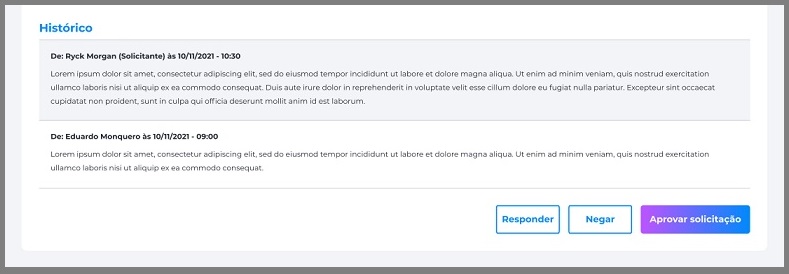 Histórico
De: Ryck Morgan (Solicitante) às 10/11/2021 - 10:30
Lorem ipsum dolor sit amet, consectetur adipiscing elit, sed do eiusmod tempor incididunt ut labore et dolore magna aliqua. Ut enim ad minim veniam, quis nostrud exercitation
ullamco laboris nisi ut aliquip ex ea commodo consequat. Duis aute irure dolor in reprehenderit in voluptate velit esse cillum dolore eu fugiat nulla pariatur. Excepteur sint occaecat
cupidatat non proident, sunt in culpa qui officia deserunt mollit anim id est laborum.
De: Eduardo Monquero às 10/11/2021 - 09:00
Lorem ipsum dolor sit amet, consectetur adipiscing elit, sed do eiusmod tempor incididunt ut labore et dolore magna aliqua. Ut enim ad minim veniam, quis nostrud exercitation
ullamco laboris nisi ut aliquip ex ea commodo consequat.
Responder Negar Aprovar solicitação